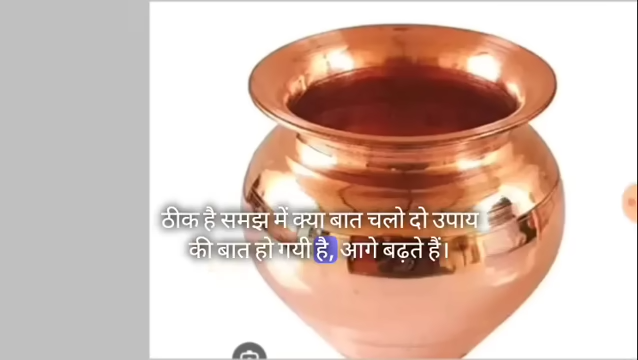 ठीक है समझ में क्या बात चलो दो उपाय
की बात हो गयी है, आगे बढ़ते हैं।